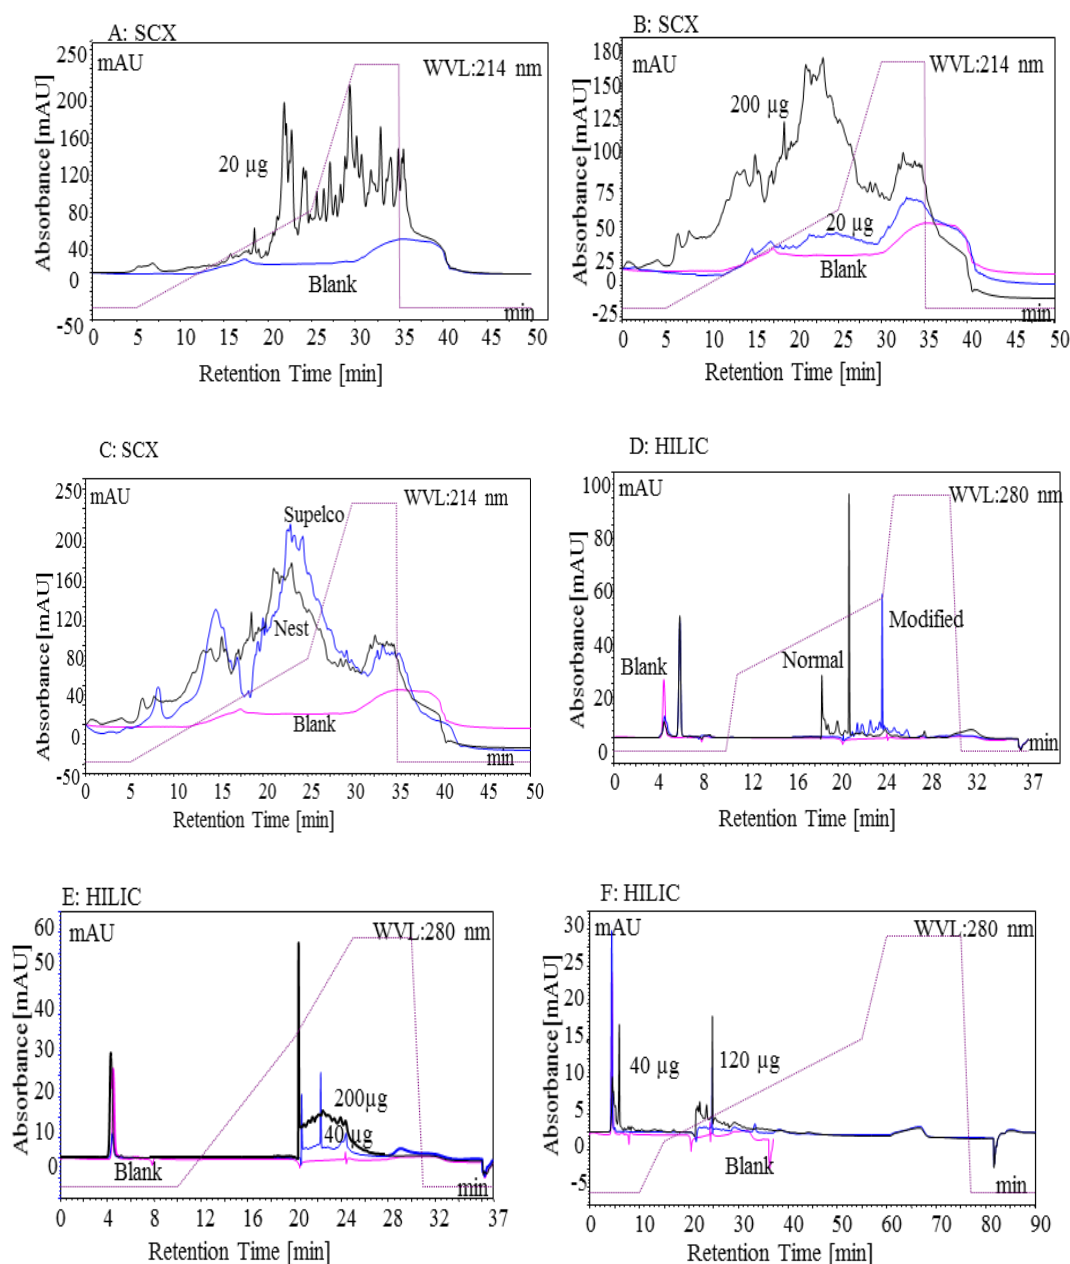 A: SCX
250
200
160
120
80
40
0
-50
mAU
WVL:214 nm
20 µg
Blank
min
0 5 10 15 20 25 30 35 40 45 50
Absorbance [mAU]
Retention Time [min]
B: SCX
180
150
125
100
75
50
25
0
-25
mAU
WVL:214 nm
200 µg
20 µg
Blank
min
0 5 10 15 20 25 30 35 40 45 50
Absorbance [mAU]
Retention Time [min]
C: SCX
250
200
160
120
80
40
0
-50
mAU
WVL:214 nm
Supelco
Nest
Blank
min
0 5 10 15 20 25 30 35 40 45 50
Absorbance [mAU]
Retention Time [min]
D: HILIC
100
80
60
40
20
10
0
mAU
WVL:280 nm
Modified
Normal
Blank
min
0 4 8 12 16 20 24 28 32 37
Absorbance [mAU]
Retention Time [min]
E: HILIC
60
50
40
30
20
10
0
mAU
WVL:280 nm
200µg
40 µg
Blank
min
0 4 8 12 20 24 28 32 37
Absorbance [mAU]
Retention Time [min]
F: HILIC
30
25
20
15
10
5
0
-5
mAU
WVL:280 nm
40 µg
120 µg
Blank
min
0 10 20 30 40 50 60 70 80 90
Absorbance [mAU]
Retention Time [min]